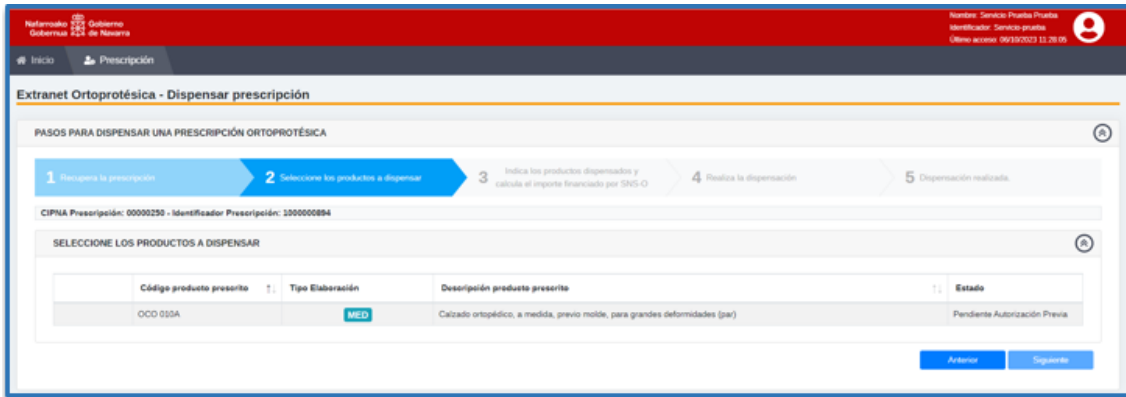 Nafarroako Gobernua Gobierno de Navarra
Nombre: Servicio Prueba Prueba
Identificador: Servicio-prueba
Último acceso: 06/10/2023 11:28:05
Inicio Prescripción
Extranet Ortoprotésica - Dispensar prescripción
PASOS PARA DISPENSAR UNA PRESCRIPCIÓN ORTOPROTÉSICA
1 Recupera la prescripción
2 Seleccione los productos a dispensar
3 Indica los productos dispensados y
calcula el importe financiado por SNS-O
4 Realiza la dispensación
5 Dispensación realizada.
CIPNA Prescripción: 00000250 - Identificador Prescripción: 1000000894
SELECCIONE LOS PRODUCTOS A DISPENSAR
Código producto prescrito Tipo Elaboración Descripción producto prescrito Estado
OCO 010A MED Calzado ortopédico, a medida, previo molde, para grandes deformidades (par) Pendiente Autorización Previa
Anterior Siguiente